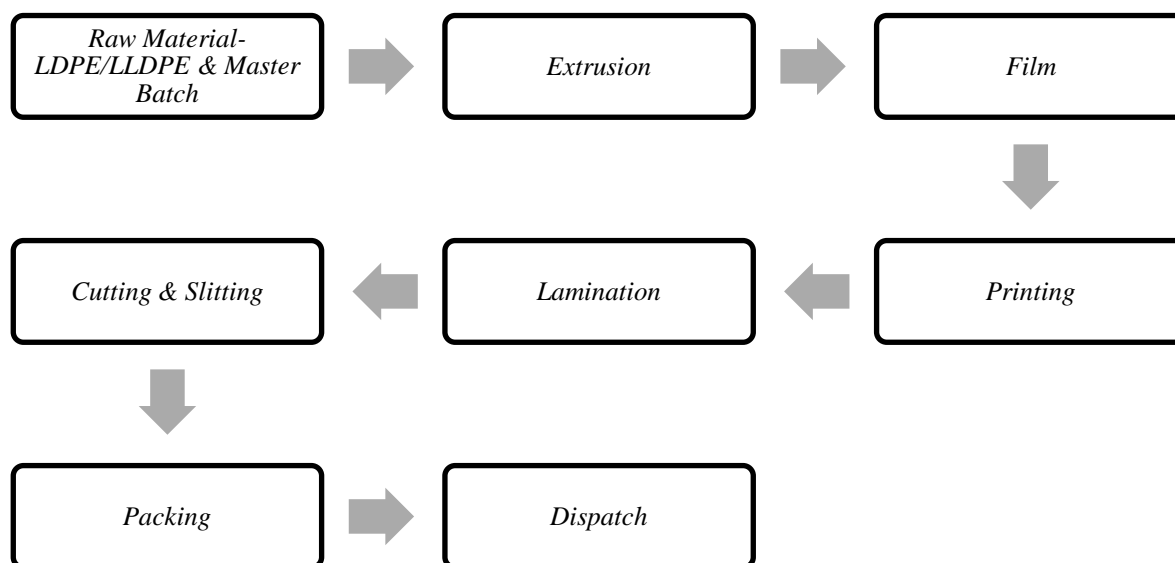 Raw Material-
LDPE/LLDPE & Master
Batch
Extrusion
Film
Printing
Lamination
Cutting & Slitting
Packing
Dispatch